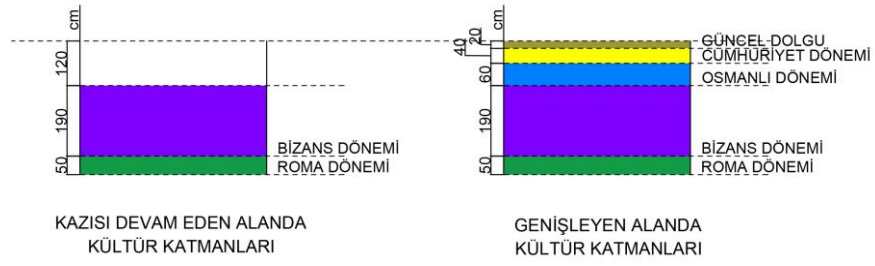 cm
120
190
50
BİZANS DÖNEMİ
ROMA DÖNEMİ
KAZISI DEVAM EDEN ALANDA
KÜLTÜR KATMANLARI
cm
20
40
60
190
50
GÜNCEL DOLGU
CUMHURİYET DÖNEMİ
OSMANLI DÖNEMİ
BİZANS DÖNEMİ
ROMA DÖNEMİ
GENİŞLEYEN ALANDA
KÜLTÜR KATMANLARI